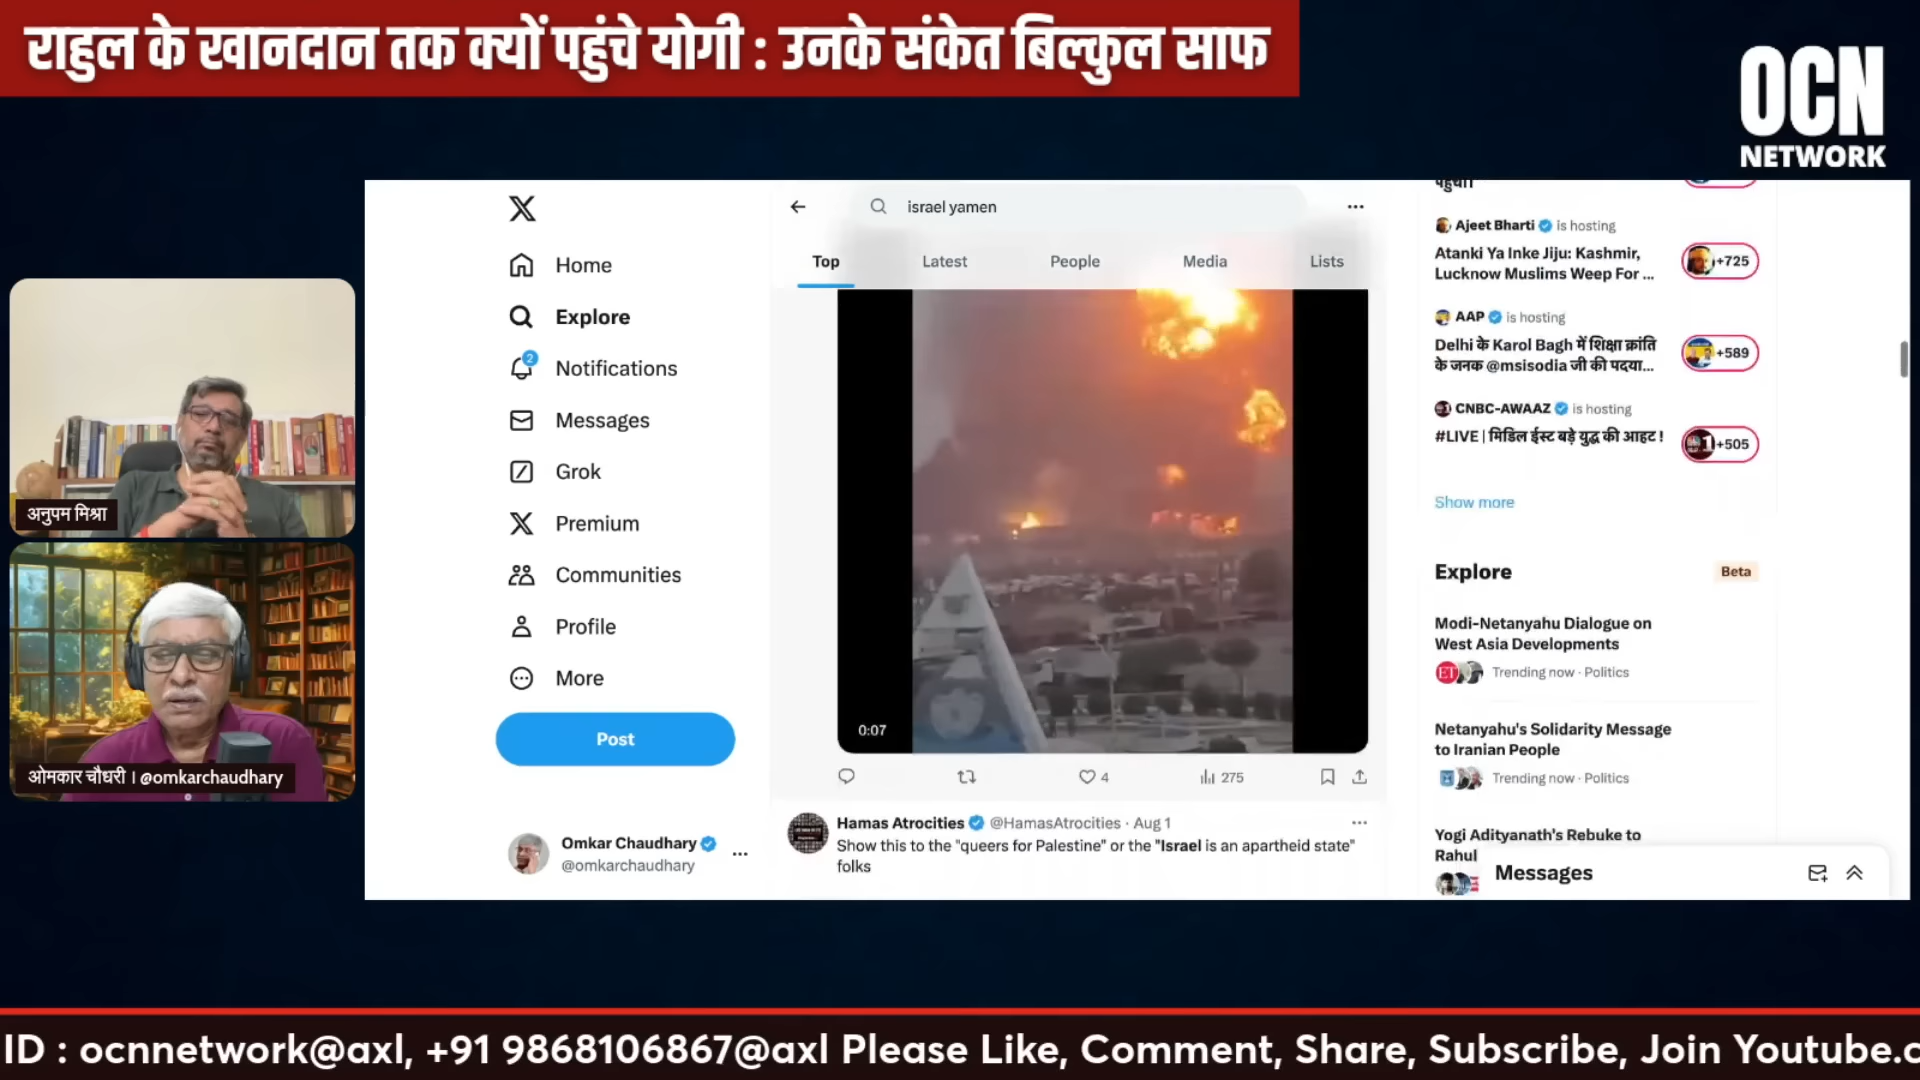 राहुल के खानदान तक क्यों पहुंचे योगी : उनके संकेत बिल्कुल साफ
OCN
NETWORK
अनुपम मिश्रा
ओमकार चौधरी । @omkarchaudhary
Home
Explore
2
Notifications
Messages
Grok
Premium
Communities
Profile
More
Post
Omkar Chaudhary
@omkarchaudhary
israel yamen
Top Latest People Media Lists
0:07
4 275
Hamas Atrocities @HamasAtrocities · Aug 1
Show this to the "queers for Palestine" or the "Israel is an apartheid state"
folks
Ajeet Bharti is hosting
Atanki Ya Inke Jiju: Kashmir,
Lucknow Muslims Weep For ...
+725
AAP is hosting
Delhi के Karol Bagh में शिक्षा क्रांति
के जनक @msisodia जी की पदया...
+589
CNBC-AWAAZ is hosting
#LIVE | मिडिल ईस्ट बड़े युद्ध की आहट !
+505
Show more
Explore Beta
Modi-Netanyahu Dialogue on
West Asia Developments
ET
Trending now · Politics
Netanyahu's Solidarity Message
to Iranian People
Trending now · Politics
Yogi Adityanath's Rebuke to
Rahul
Messages
ID : ocnnetwork@axl, +91 9868106867@axl Please Like, Comment, Share, Subscribe, Join Youtube.c